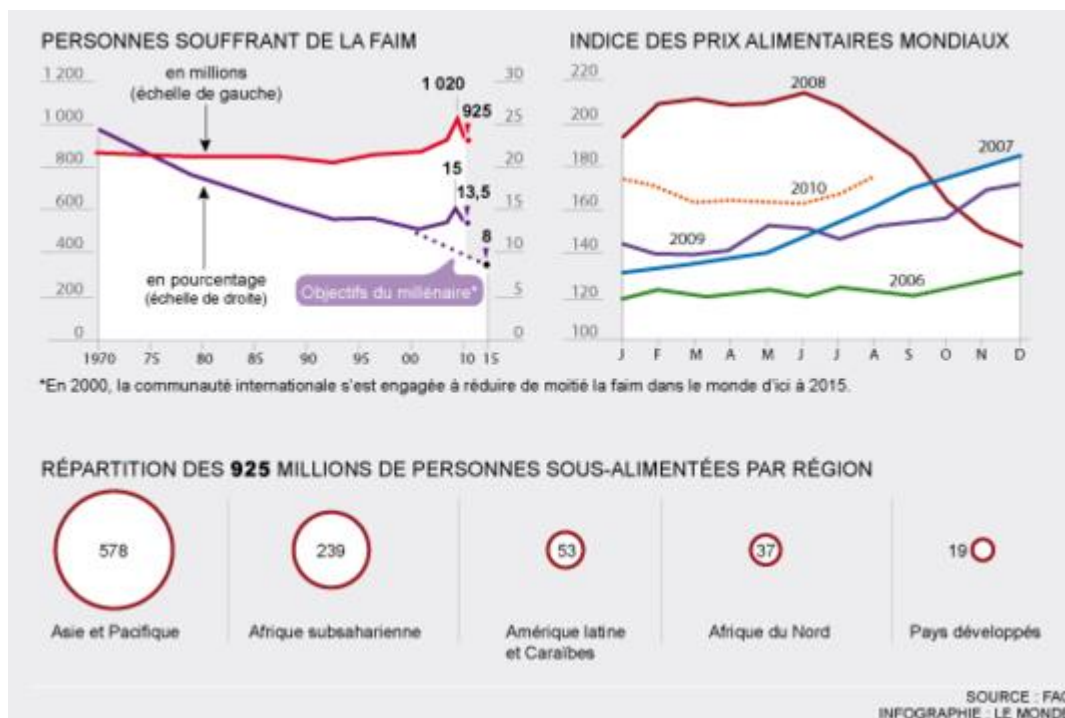 PERSONNES SOUFFRANT DE LA FAIM
1 200
1 000
800
600
400
200
0
en millions
(échelle de gauche)
1 020
925
15
13,5
8
en pourcentage
(échelle de droite)
Objectifs du millénaire*
30
25
20
15
10
5
0
1970 75 80 85 90 95 00 10 15
INDICE DES PRIX ALIMENTAIRES MONDIAUX
220
200
180
160
140
120
100
2008
2007
2010
2009
2006
J F M A M J J A S O N D
*En 2000, la communauté internationale s'est engagée à réduire de moitié la faim dans le monde d'ici à 2015.
RÉPARTITION DES 925 MILLIONS DE PERSONNES SOUS-ALIMENTÉES PAR RÉGION
578
Asie et Pacifique
239
Afrique subsaharienne
53
Amérique latine
et Caraïbes
37
Afrique du Nord
19
Pays développés
SOURCE : FAO
INFOGRAPHIE : LE MONDE